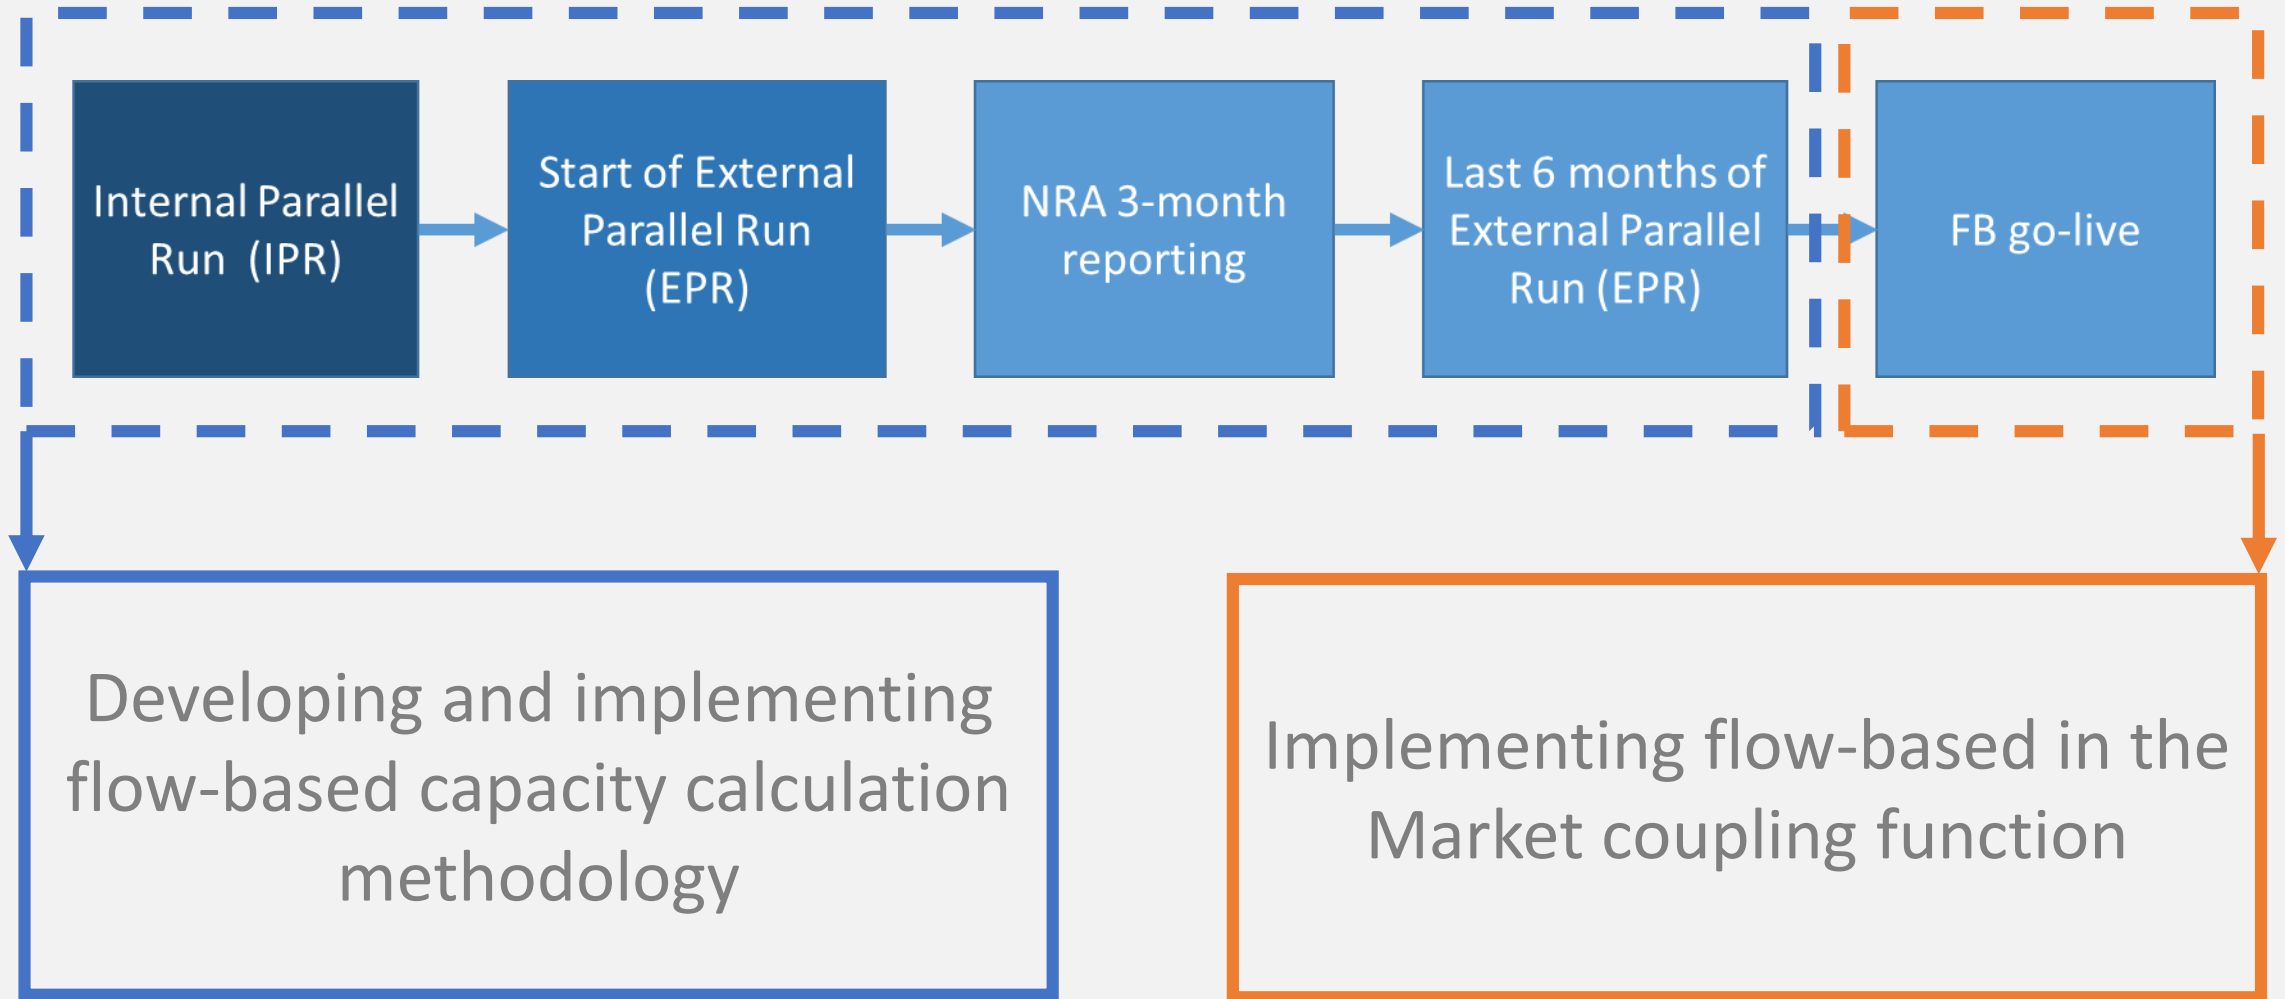 Internal Parallel
Run (IPR)
Start of External
Parallel Run
(EPR)
NRA 3-month
reporting
Last 6 months of
External Parallel
Run (EPR)
FB go-live
Developing and implementing
flow-based capacity calculation
methodology
Implementing flow-based in the
Market coupling function